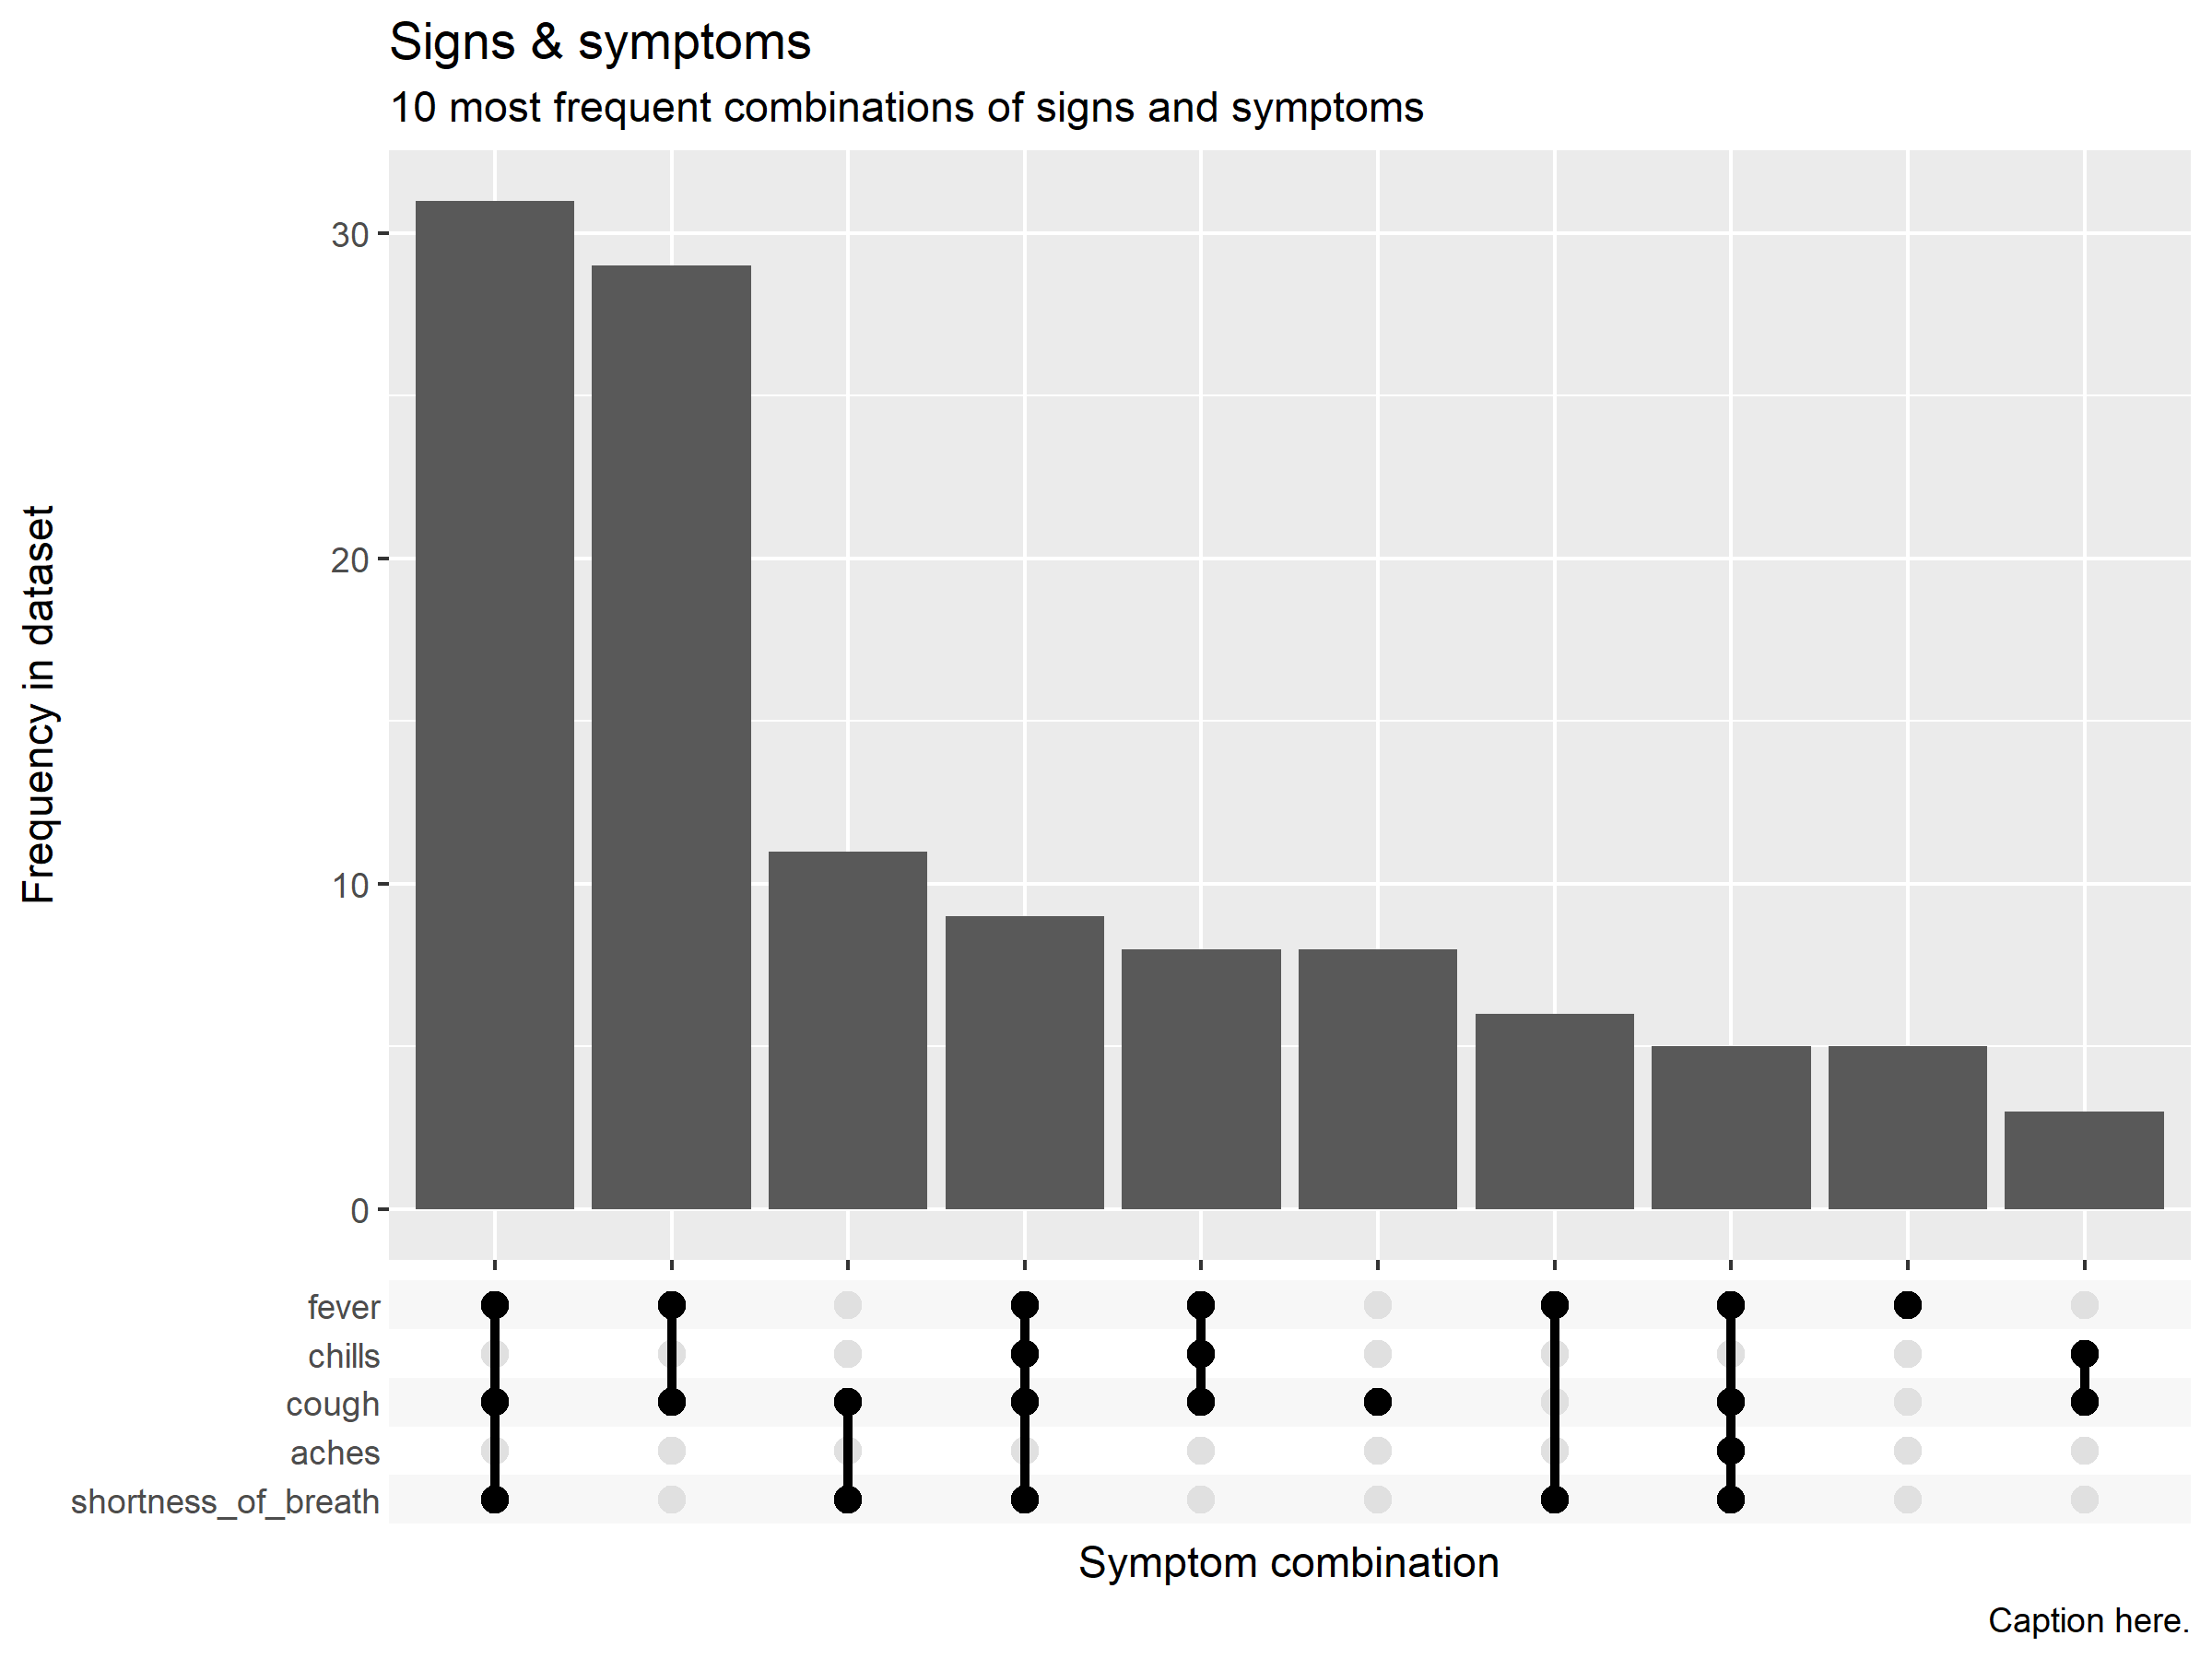 Signs & symptoms
10 most frequent combinations of signs and symptoms
Frequency in dataset
30
20
10
0
fever
chills
cough
aches
shortness_of_breath
Symptom combination
Caption here.